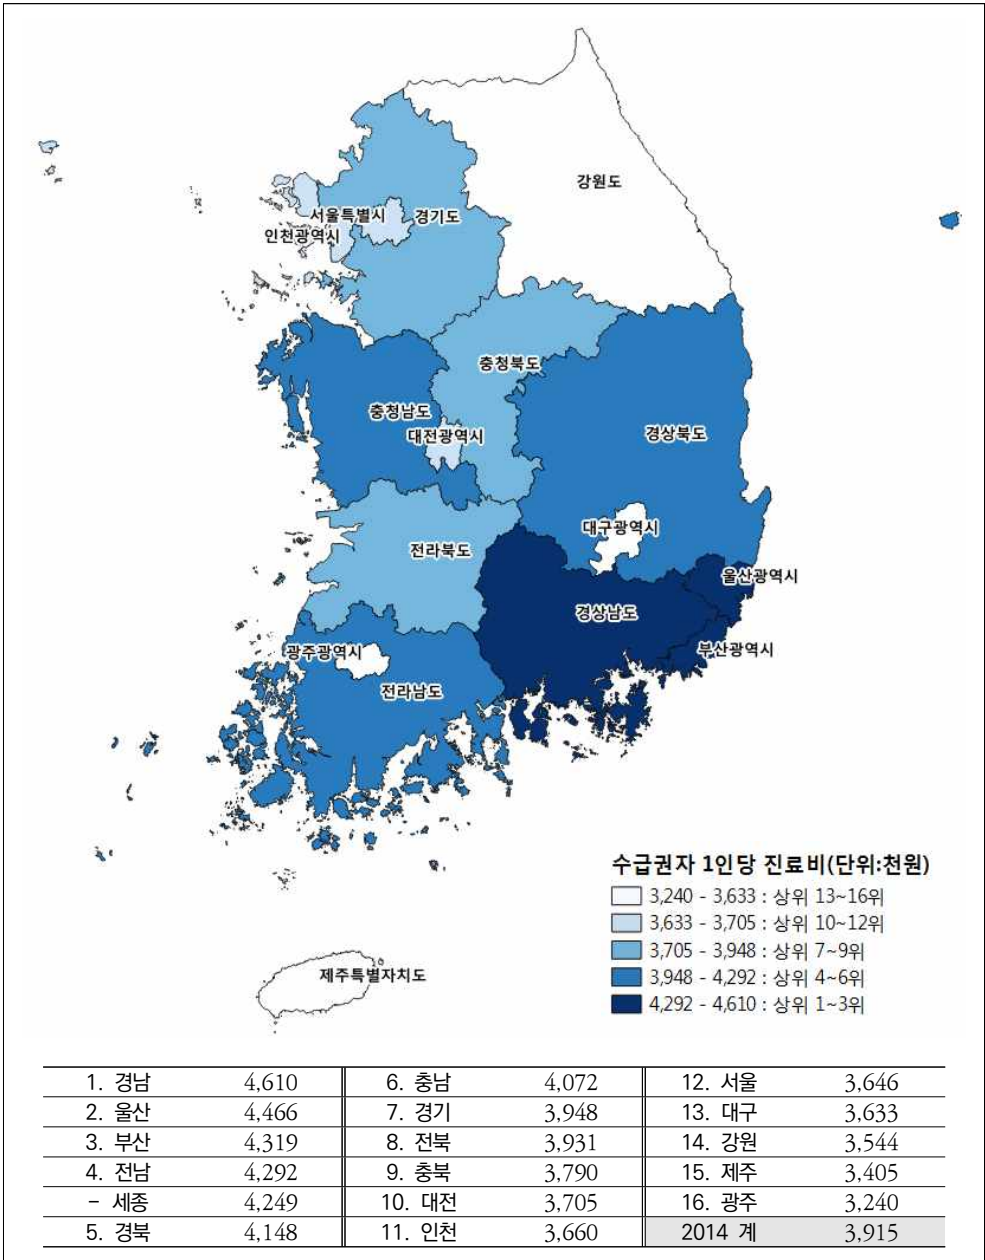 강원도
서울특별시
경기도
인천광역시
충청북도
충청남도
대전광역시
경상북도
대구광역시
전라북도
울산광역시
경상남도
광주광역시
부산광역시
전라남도
제주특별자치도
수급권자 1인당 진료비(단위:천원)
3,240 - 3,633 : 상위 13~16위
3,633 - 3,705 : 상위 10~12위
3,705 - 3,948 : 상위 7~9위
3,948 - 4,292 : 상위 4~6위
4,292 - 4,610 : 상위 1~3위
1. 경남 4,610 6. 충남 4,072 12. 서울 3,646
2. 울산 4,466 7. 경기 3,948 13. 대구 3,633
3. 부산 4,319 8. 전북 3,931 14. 강원 3,544
4. 전남 4,292 9. 충북 3,790 15. 제주 3,405
- 세종 4,249 10. 대전 3,705 16. 광주 3,240
5. 경북 4,148 11. 인천 3,660 2014 계 3,915